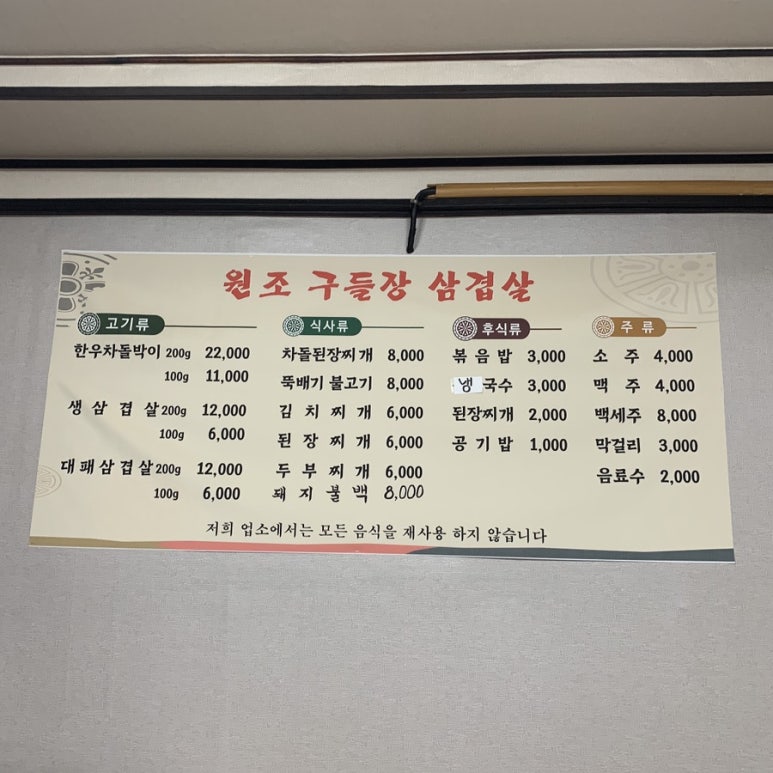 원조 구들장 삼겹살
고기류
한우차돌박이 200g 22,000
100g 11,000
생삼겹살 200g 12,000
100g 6,000
대패삼겹살 200g 12,000
100g 6,000
식사류
차돌된장찌개 8,000
뚝배기 불고기 8,000
김치찌개 6,000
된장찌개 6,000
두부찌개 6,000
돼지불백 8,000
후식류
볶음밥 3,000
냉국수 3,000
된장찌개 2,000
공기밥 1,000
주류
소주 4,000
맥주 4,000
백세주 8,000
막걸리 3,000
음료수 2,000
저희 업소에서는 모든 음식을 재사용 하지 않습니다